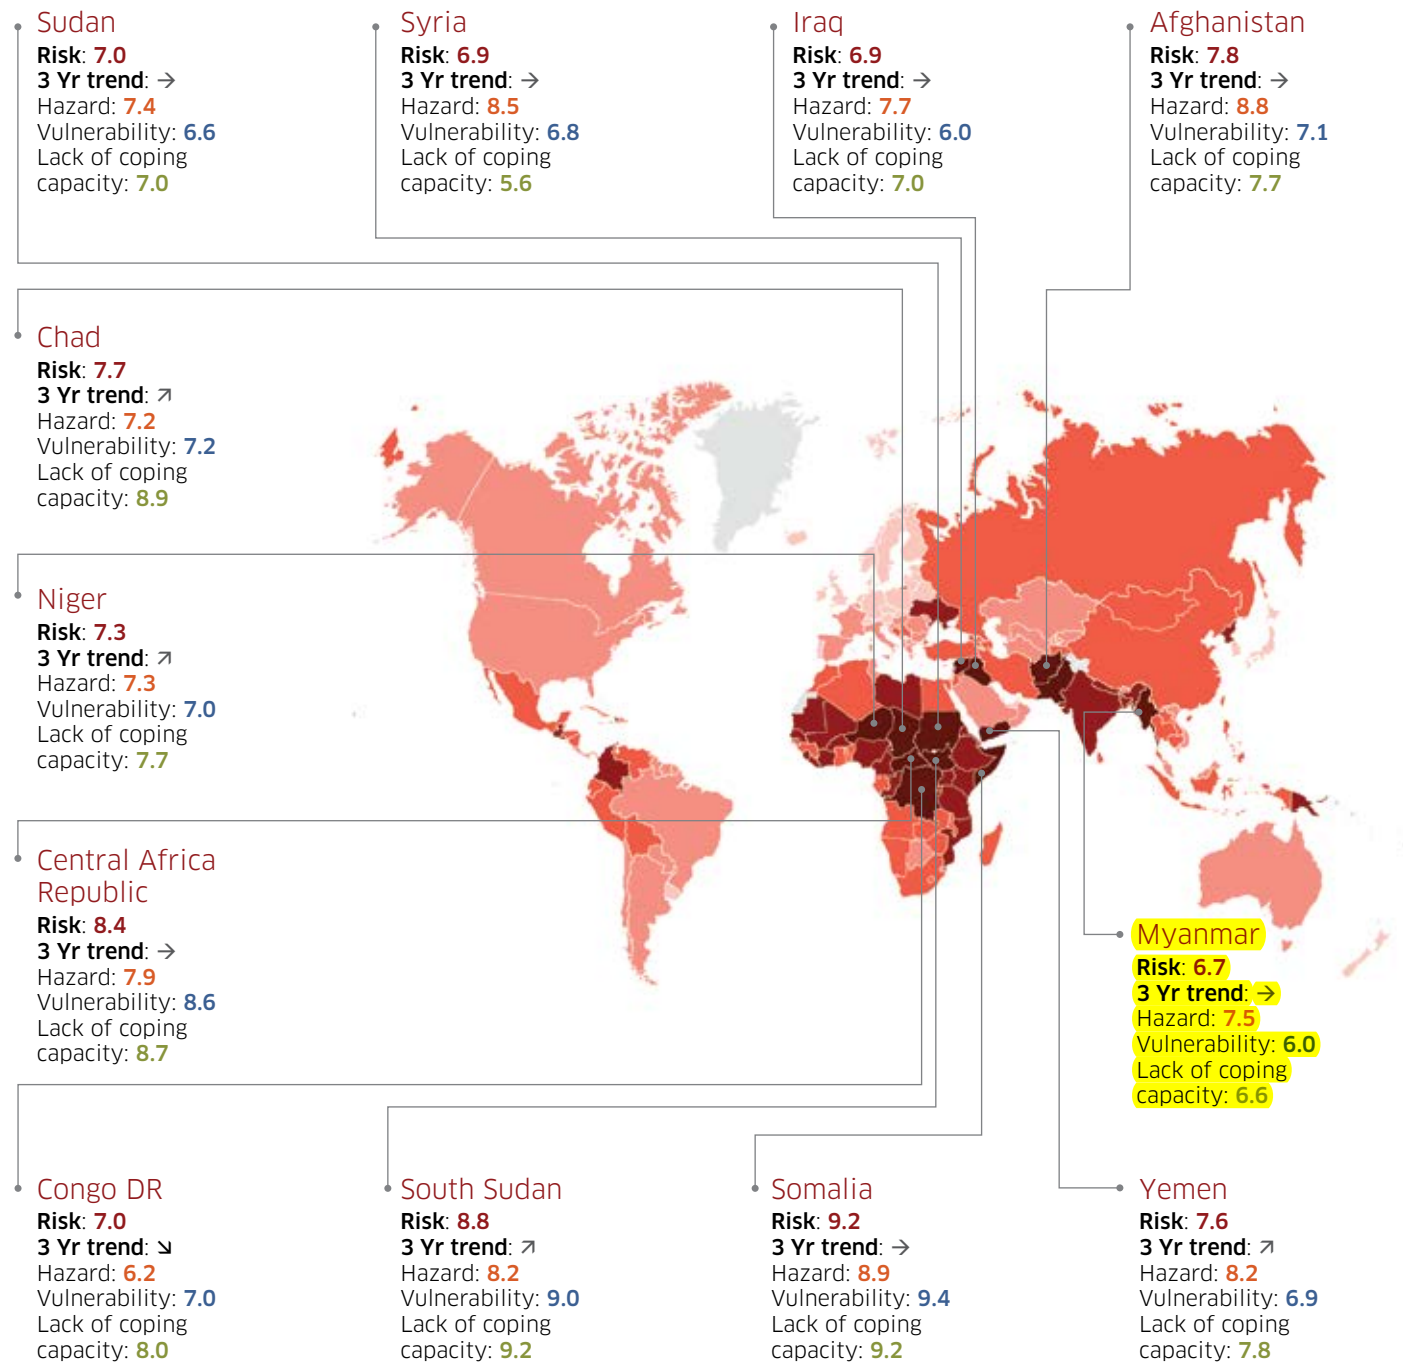 Sudan
Risk: 7.0
3 Yr trend: →
Hazard: 7.4
Vulnerability: 6.6
Lack of coping
capacity: 7.0
Syria
Risk: 6.9
3 Yr trend: →
Hazard: 8.5
Vulnerability: 6.8
Lack of coping
capacity: 5.6
Iraq
Risk: 6.9
3 Yr trend: →
Hazard: 7.7
Vulnerability: 6.0
Lack of coping
capacity: 7.0
Afghanistan
Risk: 7.8
3 Yr trend: →
Hazard: 8.8
Vulnerability: 7.1
Lack of coping
capacity: 7.7
Chad
Risk: 7.7
3 Yr trend: ↗
Hazard: 7.2
Vulnerability: 7.2
Lack of coping
capacity: 8.9
Niger
Risk: 7.3
3 Yr trend: ↗
Hazard: 7.3
Vulnerability: 7.0
Lack of coping
capacity: 7.7
Central Africa
Republic
Risk: 8.4
3 Yr trend: →
Hazard: 7.9
Vulnerability: 8.6
Lack of coping
capacity: 8.7
Myanmar
Risk: 6.7
3 Yr trend: →
Hazard: 7.5
Vulnerability: 6.0
Lack of coping
capacity: 6.6
Congo DR
Risk: 7.0
3 Yr trend: ↘
Hazard: 6.2
Vulnerability: 7.0
Lack of coping
capacity: 8.0
South Sudan
Risk: 8.8
3 Yr trend: ↗
Hazard: 8.2
Vulnerability: 9.0
Lack of coping
capacity: 9.2
Somalia
Risk: 9.2
3 Yr trend: →
Hazard: 8.9
Vulnerability: 9.4
Lack of coping
capacity: 9.2
Yemen
Risk: 7.6
3 Yr trend: ↗
Hazard: 8.2
Vulnerability: 6.9
Lack of coping
capacity: 7.8